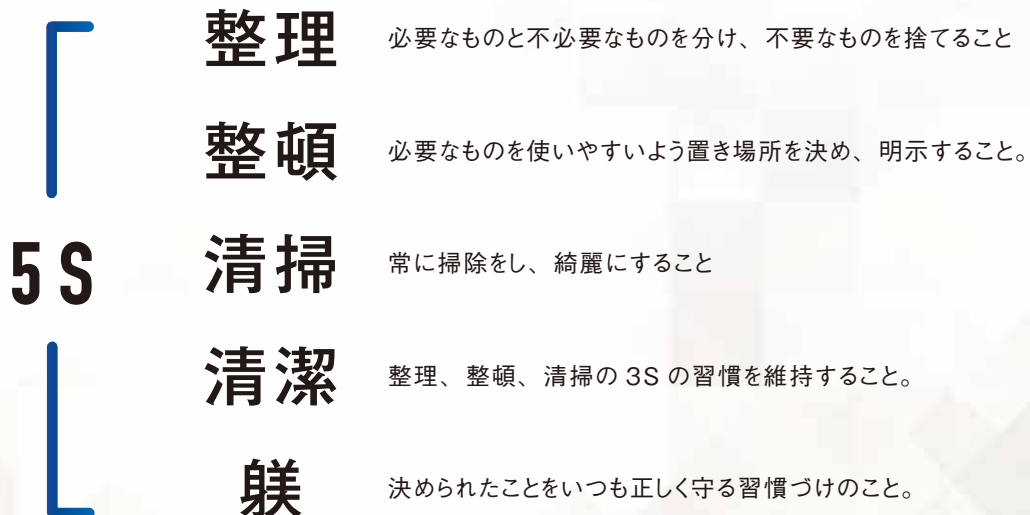 整理 必要なものと不必要なものを分け、不要なものを捨てること
整頓 必要なものを使いやすいよう置き場所を決め、明示すること。
5S 清掃 常に掃除をし、綺麗にすること
清潔 整理、整頓、清掃の 3S の習慣を維持すること。
躾 決められたことをいつも正しく守る習慣づけのこと。